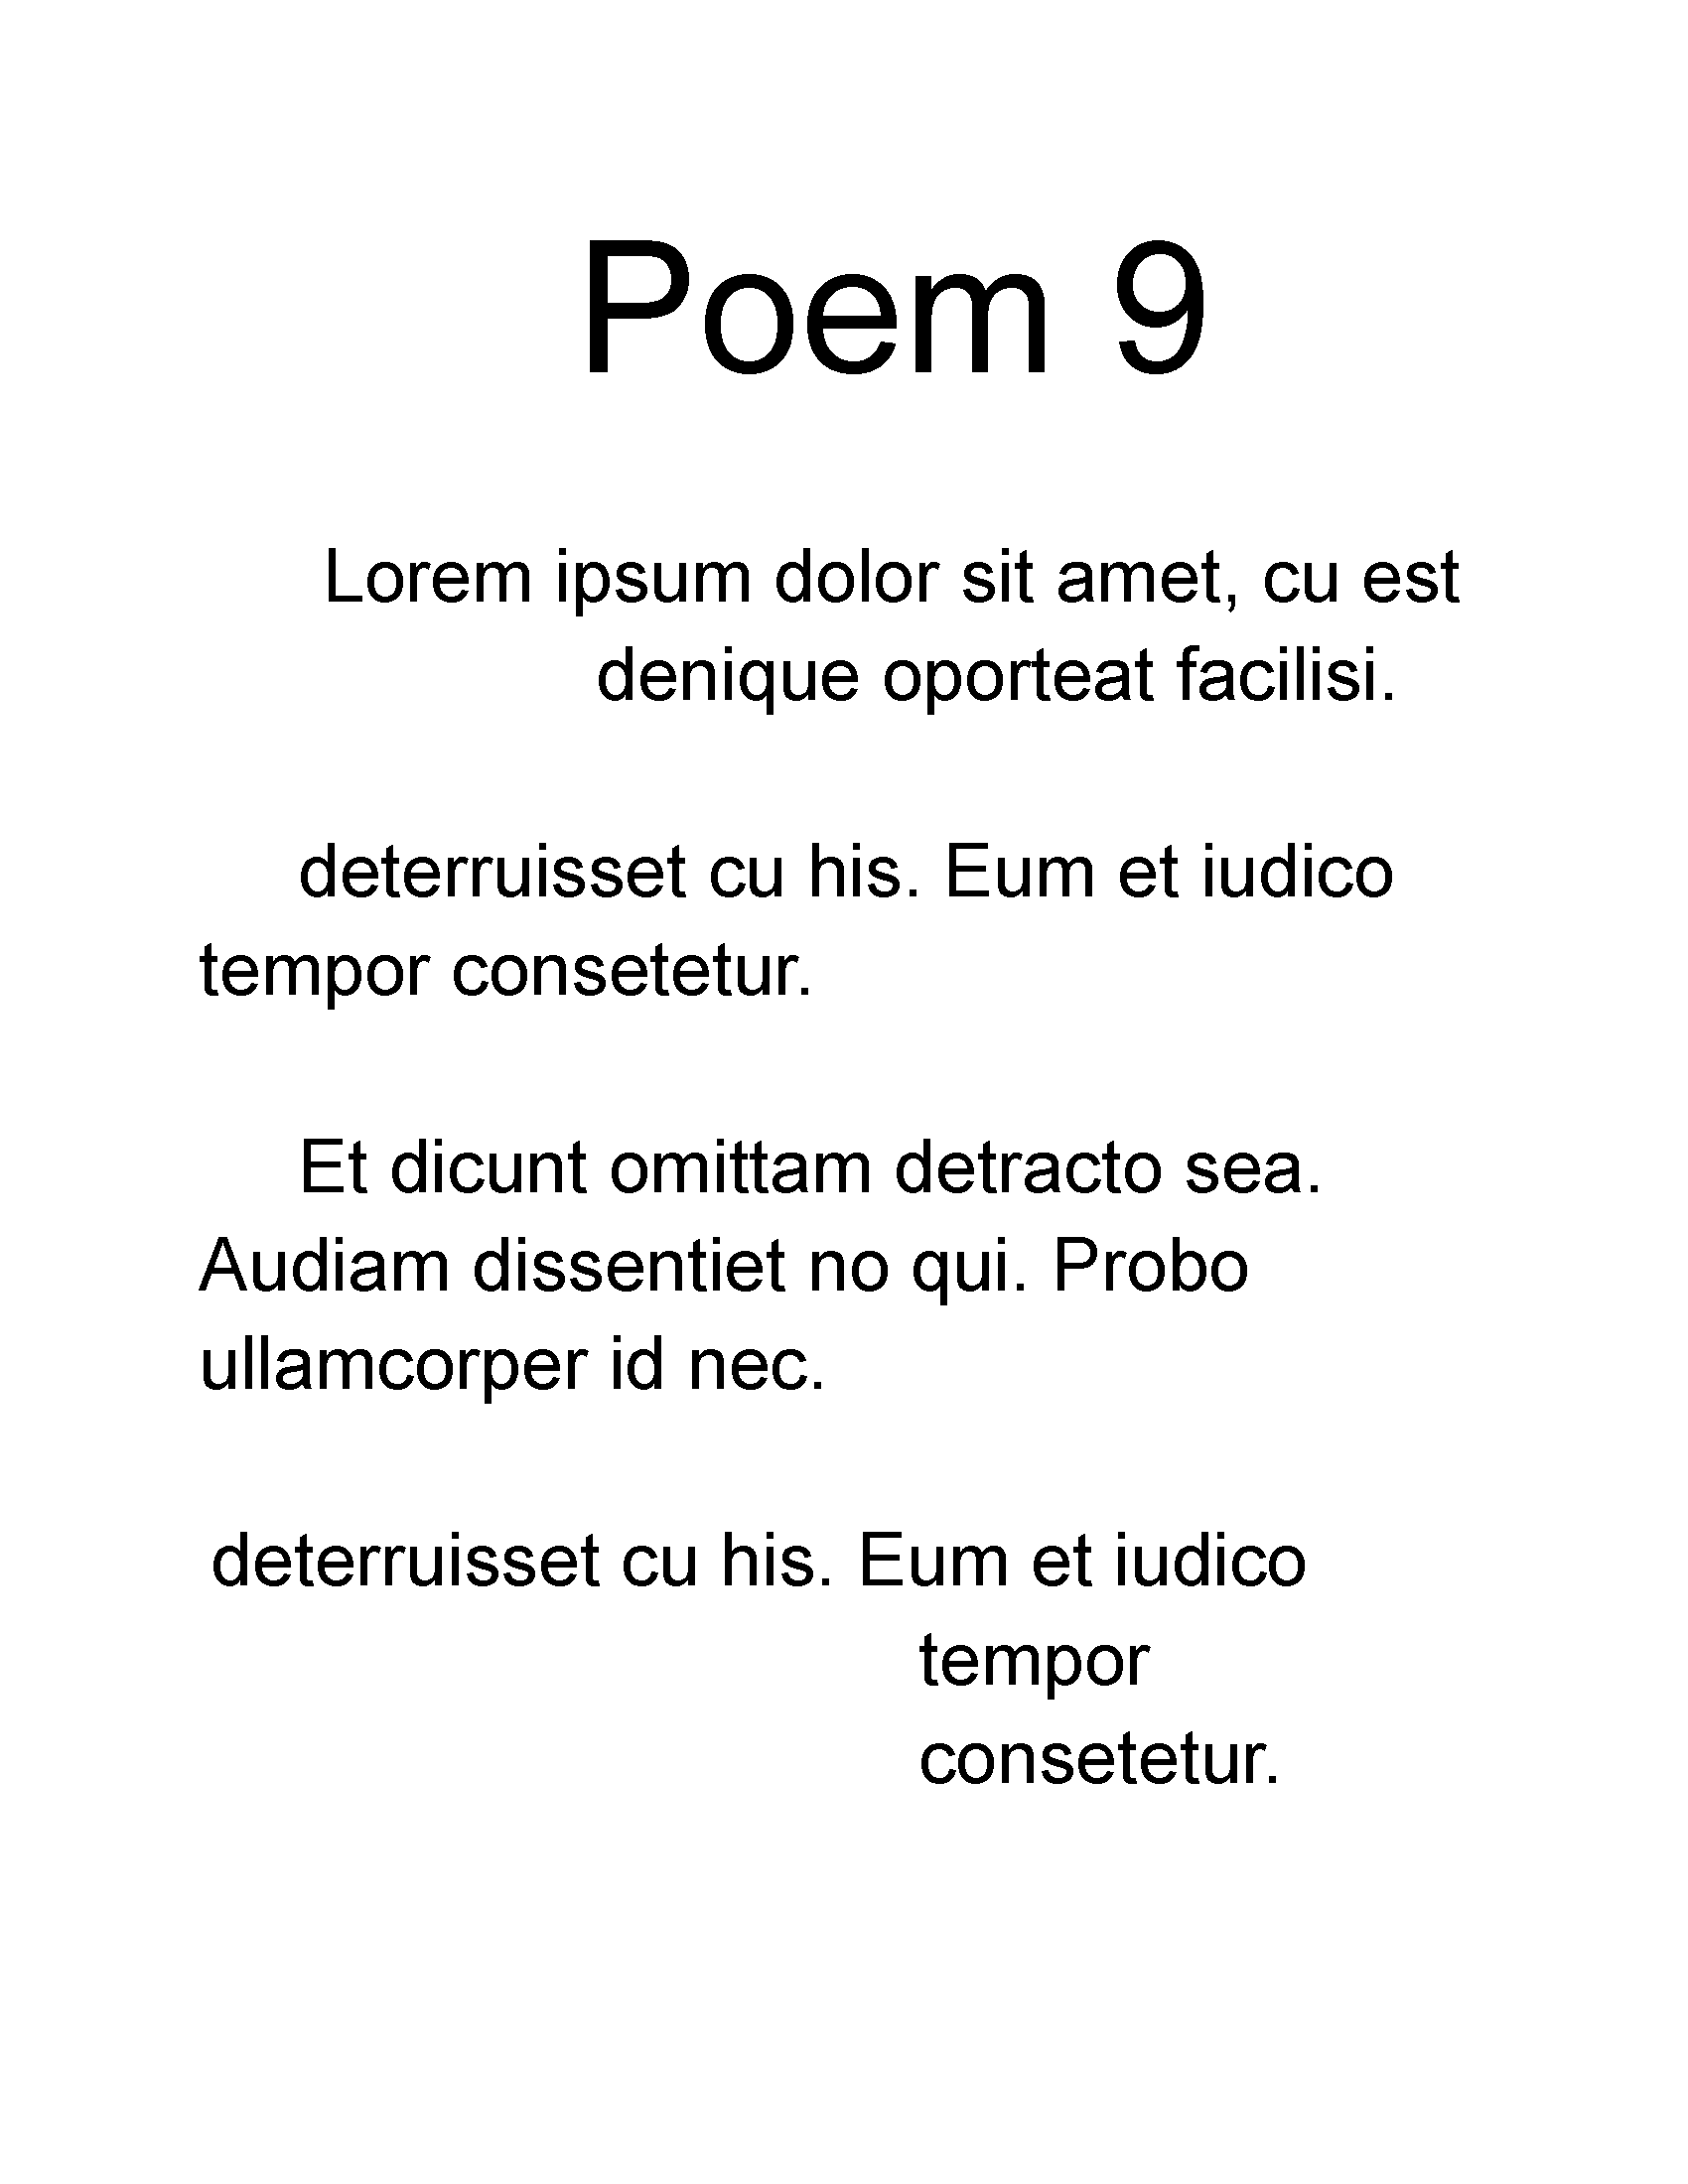 Poem 9
Lorem ipsum dolor sit amet, cu est
denique oporteat facilisi.
deterruisset cu his. Eum et iudico
tempor consetetur.
Et dicunt omittam detracto sea.
Audiam dissentiet no qui. Probo
ullamcorper id nec.
deterruisset cu his. Eum et iudico
tempor
consetetur.